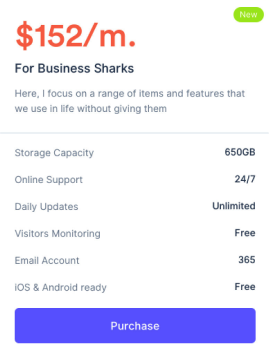 New
$152/m.
For Business Sharks
Here, I focus on a range of items and features that
we use in life without giving them
Storage Capacity 650GB
Online Support 24/7
Daily Updates Unlimited
Visitors Monitoring Free
Email Account 365
iOS & Android ready Free
Purchase